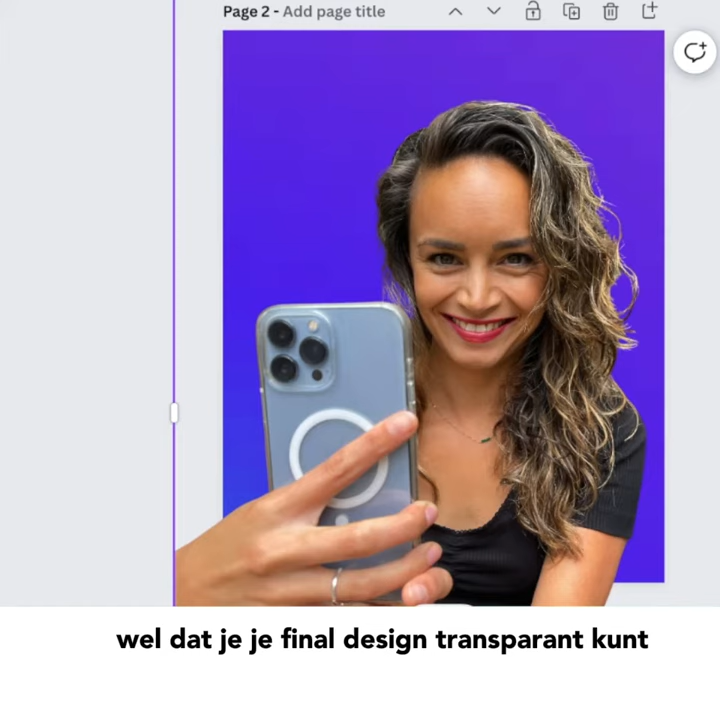 Page 2 - Add page title
wel dat je je final design transparant kunt